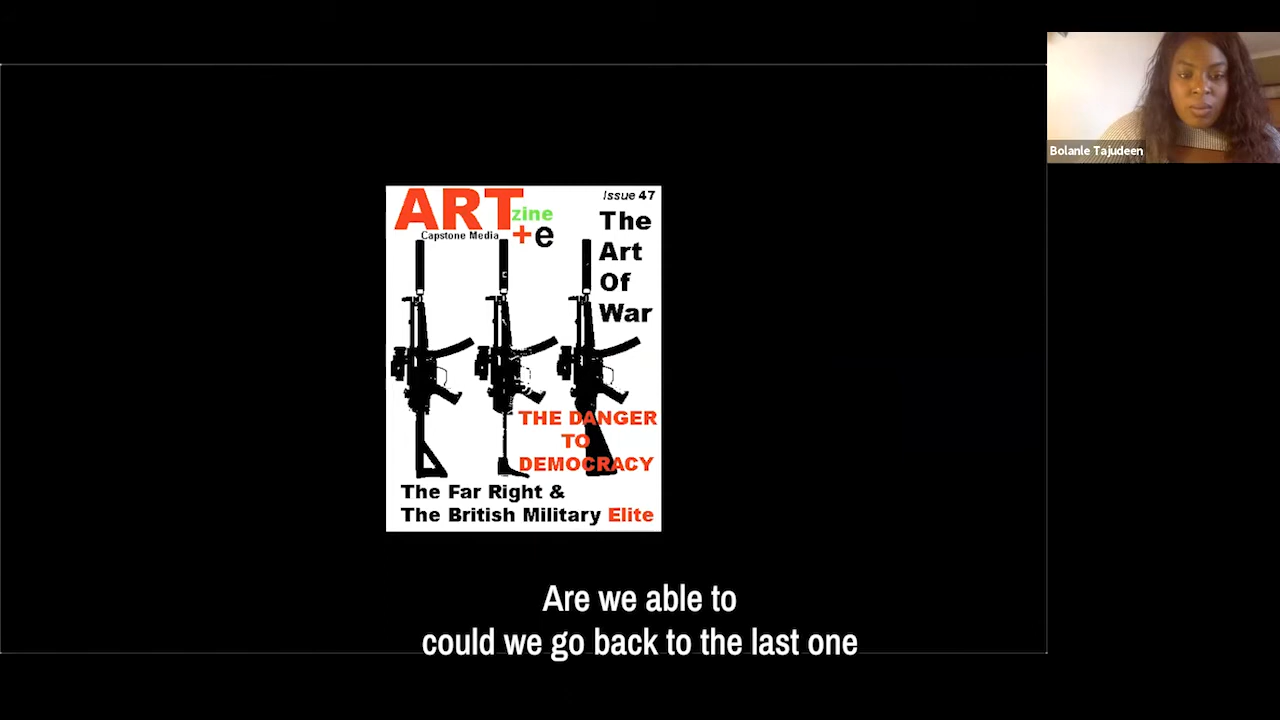 Bolanle Tajudeen
ART
zine
+e
Capstone Media
Issue 47
The
Art
Of
War
THE DANGER
TO
DEMOCRACY
The Far Right &
The British Military Elite
Are we able to
could we go back to the last one